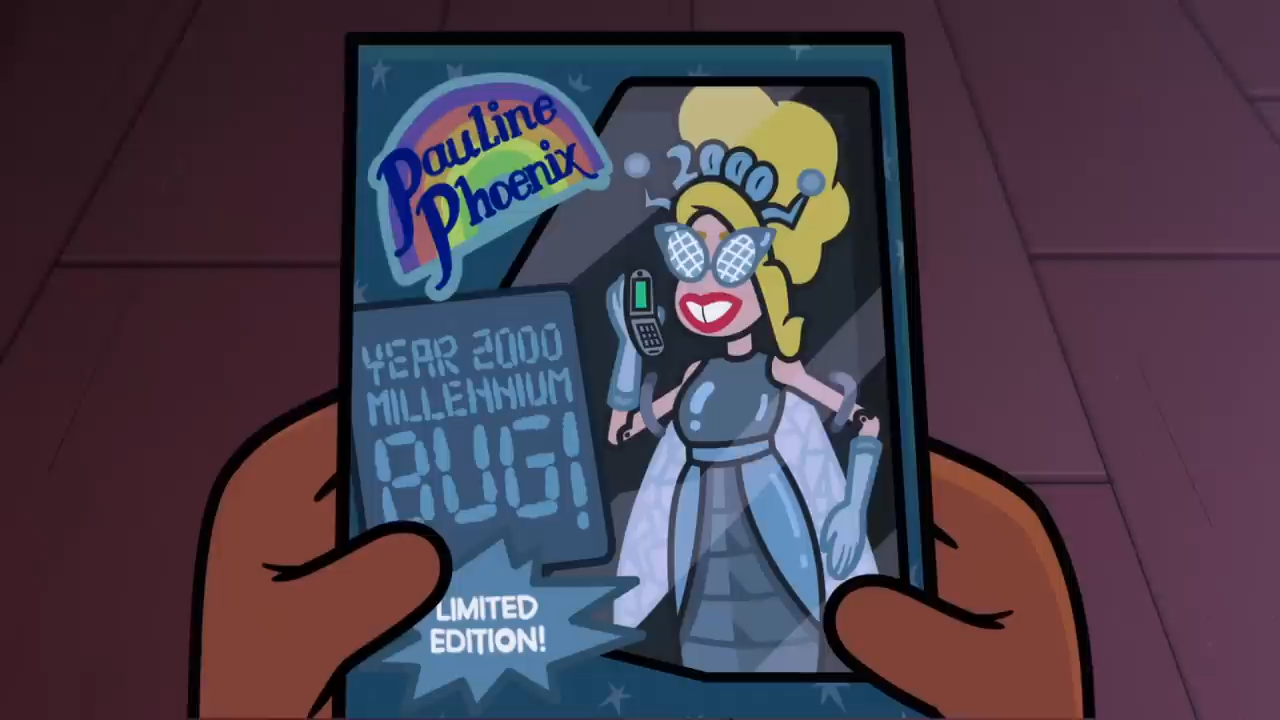 Pauline
Phoenix
2000
YEAR 2000
MILLENNIUM
BUG!
LIMITED
EDITION!